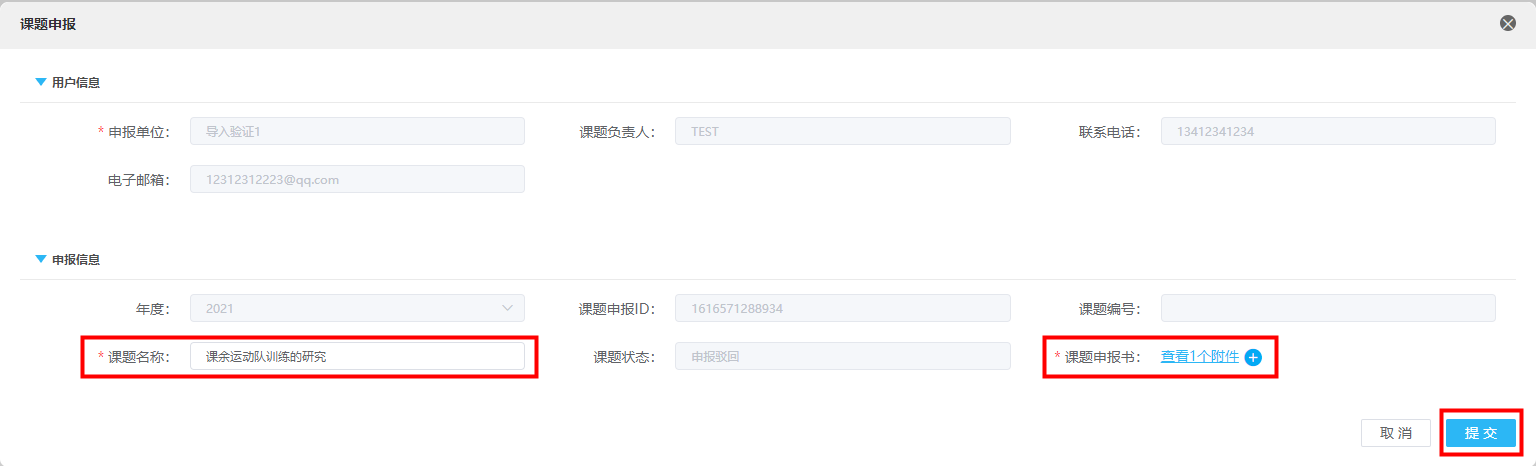 课题申报
用户信息
* 申报单位: 导入验证1 课题负责人: TEST 联系电话: 13412341234
电子邮箱: 12312312223@qq.com
申报信息
年度: 2021 课题申报ID: 1616571288934 课题编号:
* 课题名称: 课余运动队训练的研究 课题状态: 申报驳回 * 课题申报书: 查看1个附件
取 消 提 交